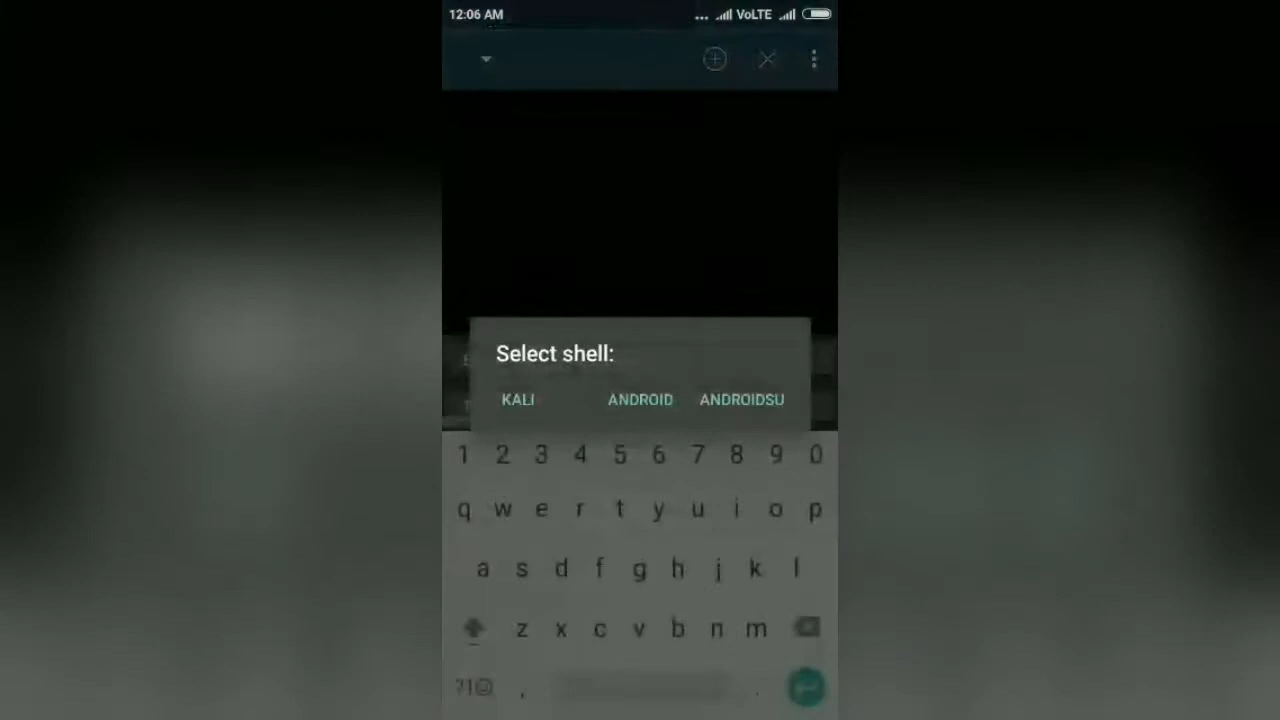 12:06 AM ... VoLTE
Select shell:
KALI ANDROID ANDROIDSU
1 2 3 4 5 6 7 8 9 0
q w e r t y u i o p
a s d f g h j k l
z x c v b n m
?1☺ , .